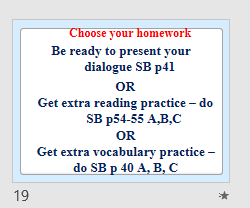 Choose your homework
Be ready to present your
dialogue SB p41
OR
Get extra reading practice – do
SB p54-55 A,B,C
OR
Get extra vocabulary practice –
do SB p 40 A, B, C
19